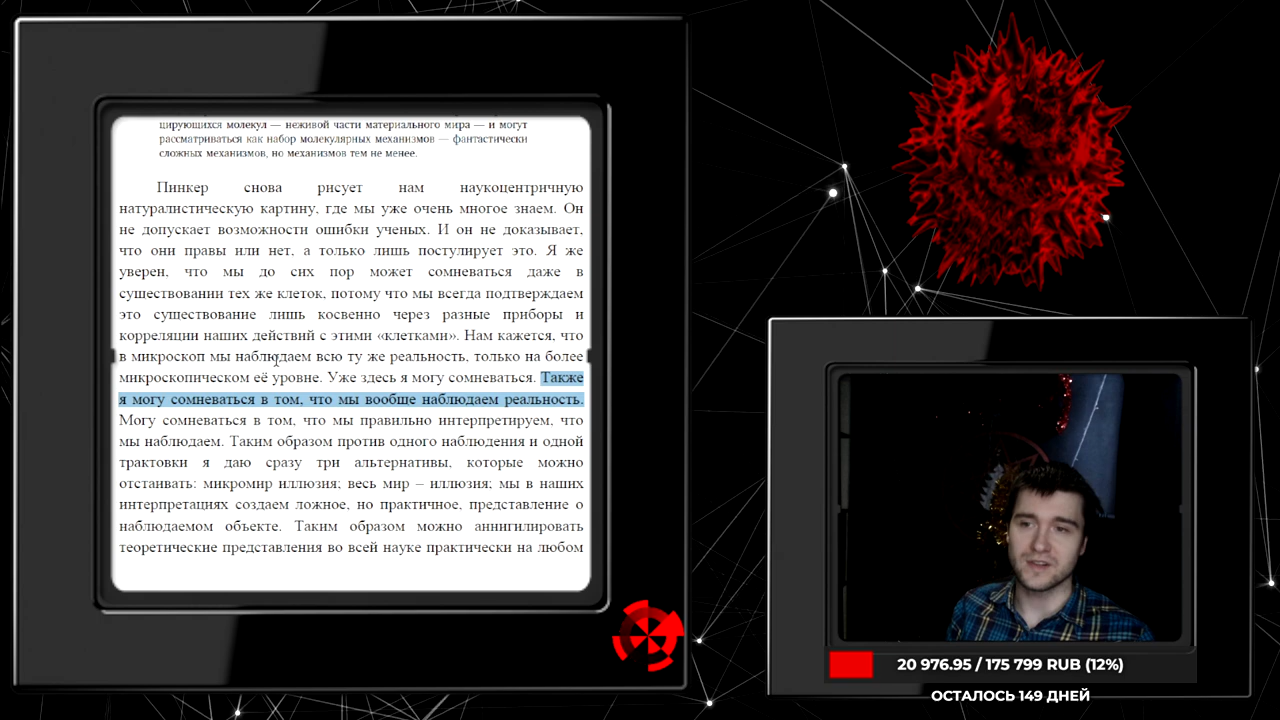 цирующихся молекул — неживой части материального мира — и могут
рассматриваться как набор молекулярных механизмов — фантастически
сложных механизмов, но механизмов тем не менее.
Пинкер снова рисует нам наукоцентричную
натуралистическую картину, где мы уже очень многое знаем. Он
не допускает возможности ошибки ученых. И он не доказывает,
что они правы или нет, а только лишь постулирует это. Я же
уверен, что мы до сих пор может сомневаться даже в
существовании тех же клеток, потому что мы всегда подтверждаем
это существование лишь косвенно через разные приборы и
корреляции наших действий с этими «клетками». Нам кажется, что
в микроскоп мы наблюдаем всю ту же реальность, только на более
микроскопическом её уровне. Уже здесь я могу сомневаться. Также
я могу сомневаться в том, что мы вообще наблюдаем реальность.
Могу сомневаться в том, что мы правильно интерпретируем, что
мы наблюдаем. Таким образом против одного наблюдения и одной
трактовки я даю сразу три альтернативы, которые можно
отстаивать: микромир иллюзия; весь мир – иллюзия; мы в наших
интерпретациях создаем ложное, но практичное, представление о
наблюдаемом объекте. Таким образом можно аннигилировать
теоретические представления во всей науке практически на любом
20 976.95 / 175 799 RUB (12%)
ОСТАЛОСЬ 149 ДНЕЙ